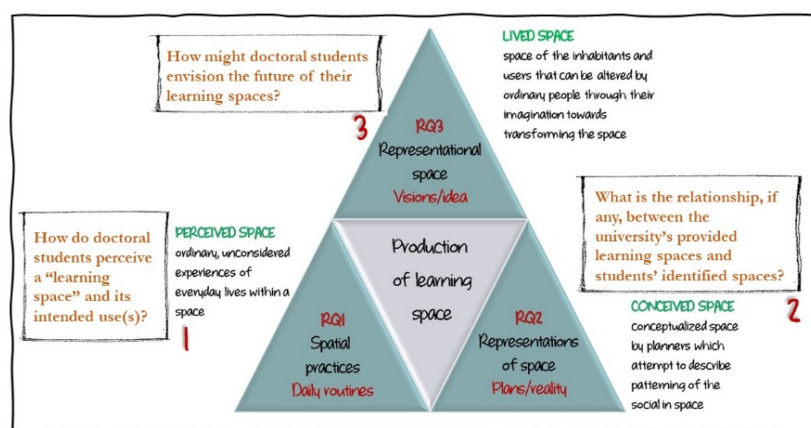 How might doctoral students
envision the future of their
learning spaces?
3
LIVED SPACE
space of the inhabitants and
users that can be altered by
ordinary people through their
imagination towards
transforming the space
RQ3
Representational
space
Visions/idea
How do doctoral
students perceive
a “learning
space” and its
intended use(s)?
1
PERCEIVED SPACE
ordinary, unconsidered
experiences of
everyday lives within a
space
What is the relationship, if
any, between the
university’s provided
learning spaces and
students’ identified spaces?
2
CONCEIVED SPACE
conceptualized space
by planners which
attempt to describe
patterning of the
social in space
Production
of learning
space
RQ1
Spatial
practices
Daily routines
RQ2
Representations
of space
Plans/reality